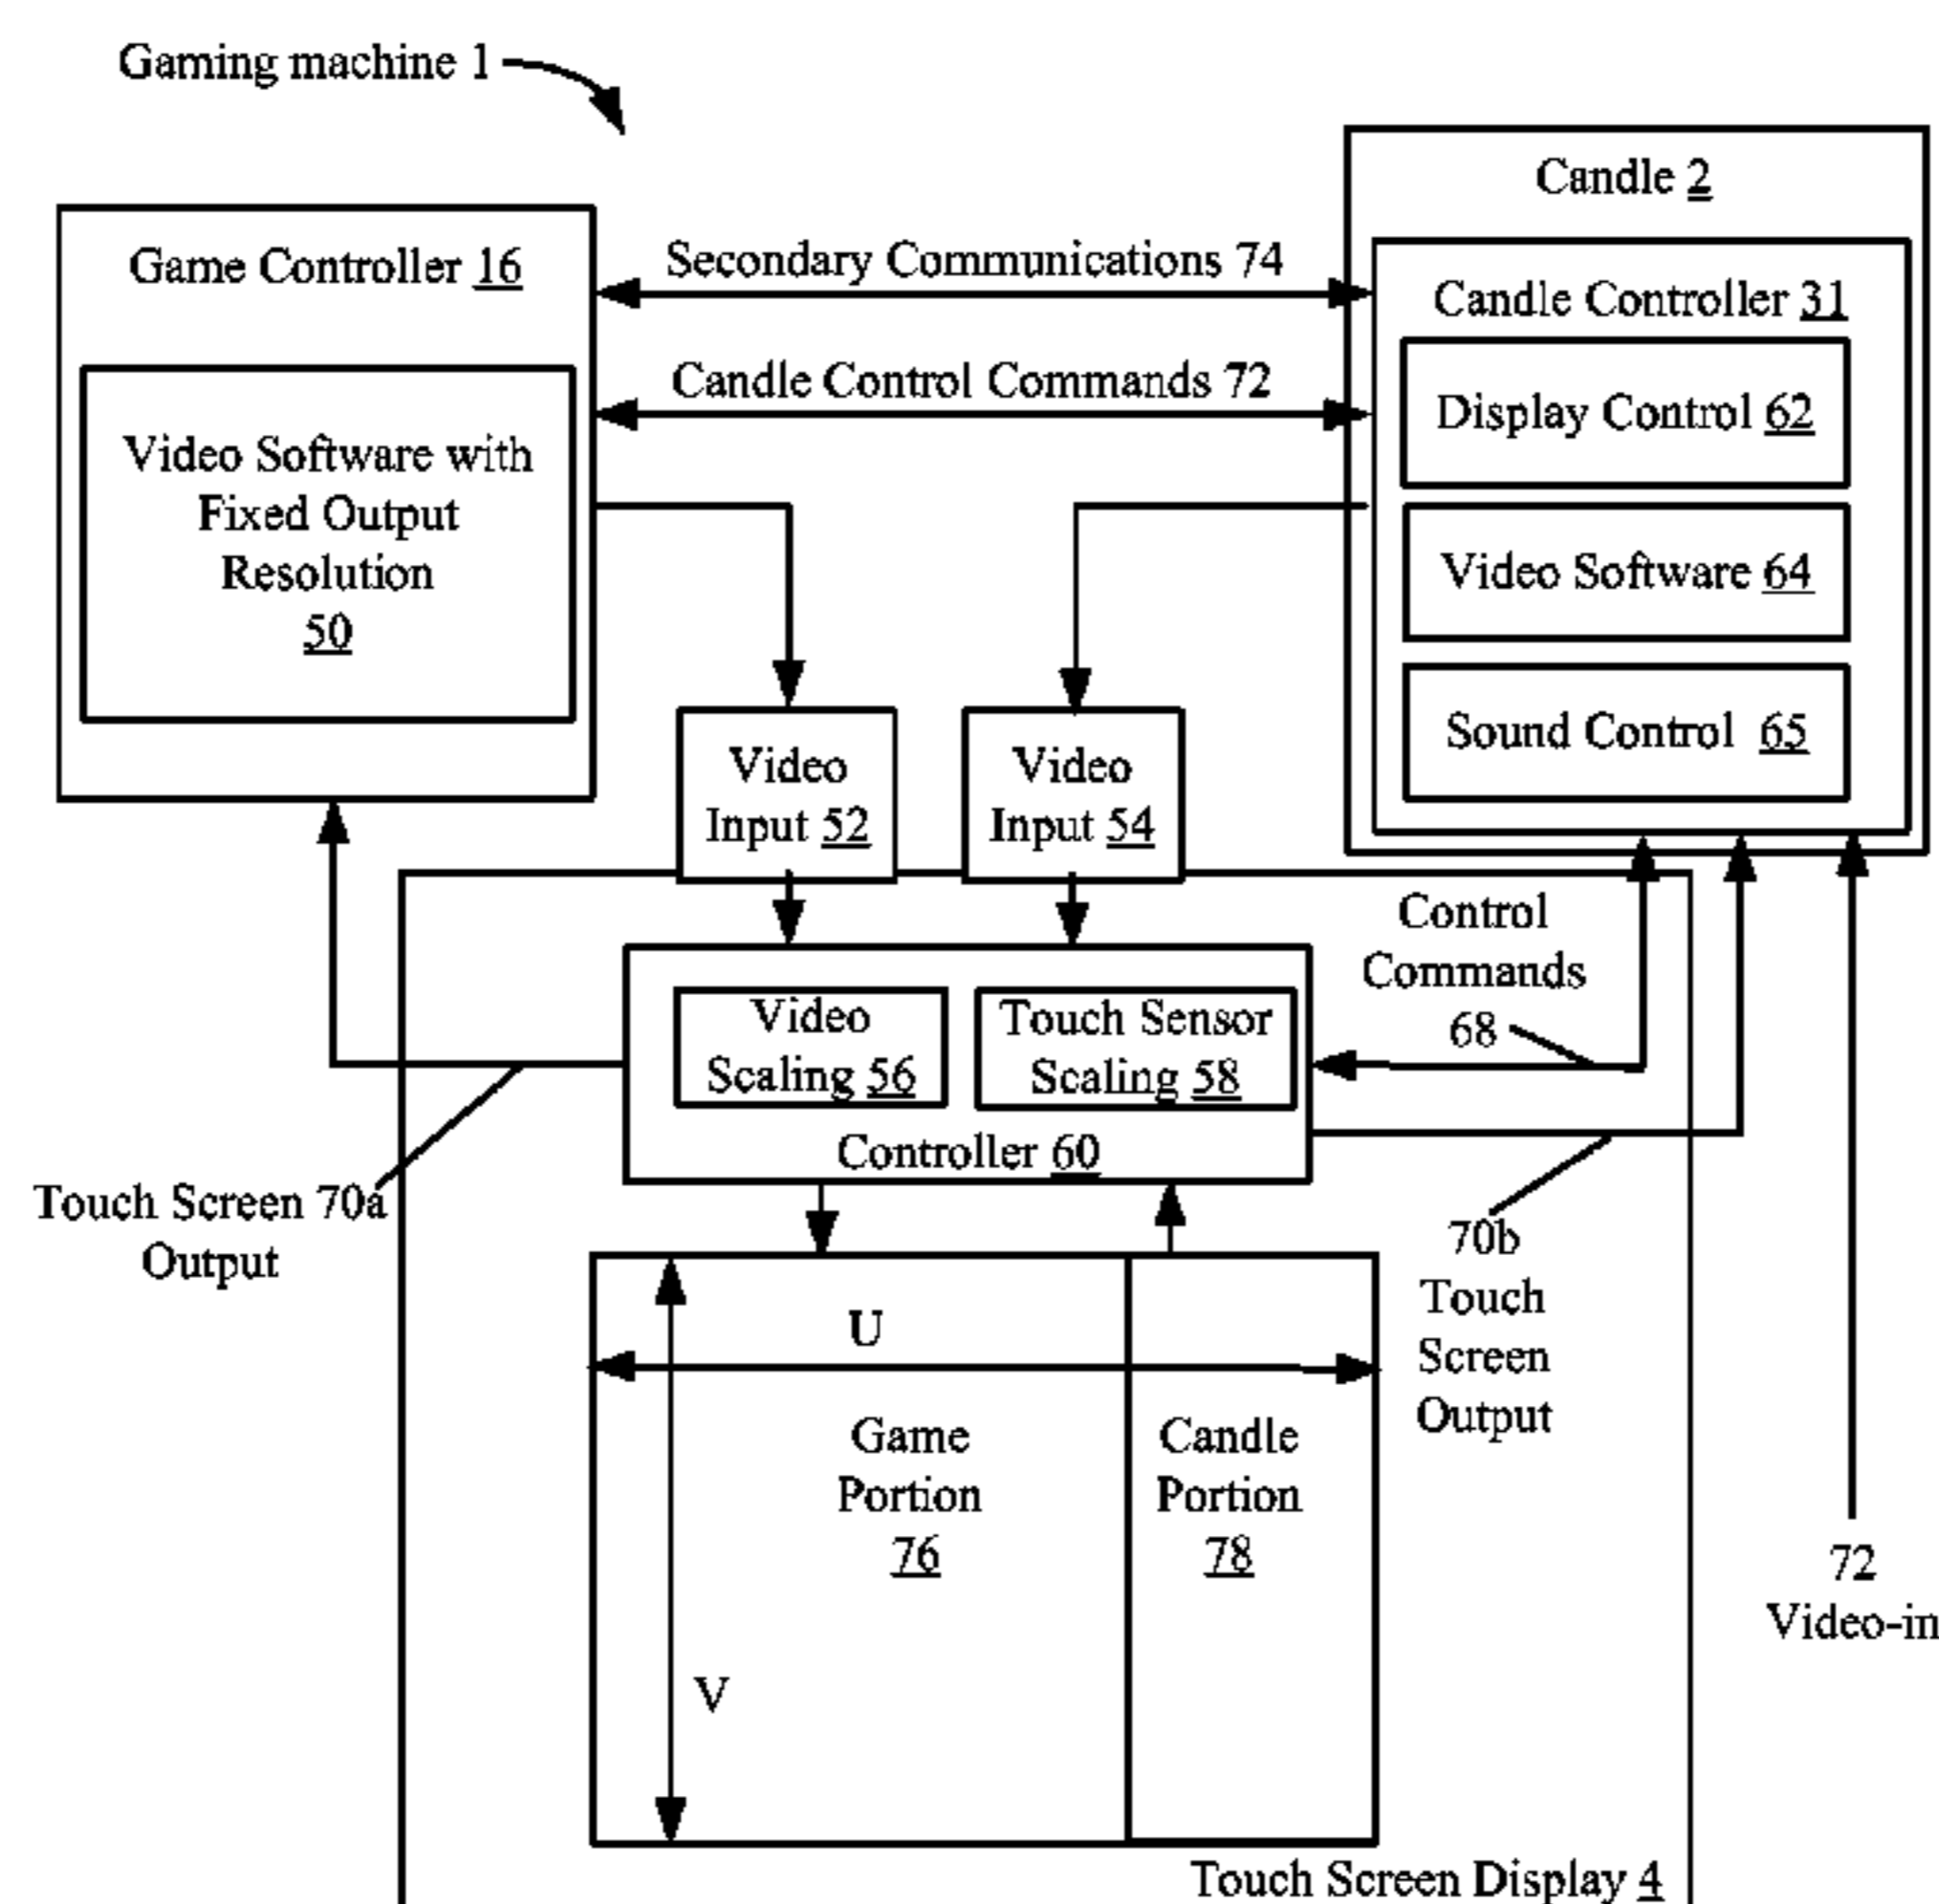 Gaming machine 1
Candle 2
Game Controller 16
Secondary Communications 74
Candle Controller 31
Candle Control Commands 72
Display Control 62
Video Software with
Fixed Output
Resolution
50
Video Software 64
Sound Control 65
Video
Input 52
Video
Input 54
Control
Commands
68
Video
Scaling 56
Touch Sensor
Scaling 58
Controller 60
Touch Screen 70a
Output
70b
Touch
Screen
Output
U
Game
Portion
76
Candle
Portion
78
V
72
Video-in
Touch Screen Display 4